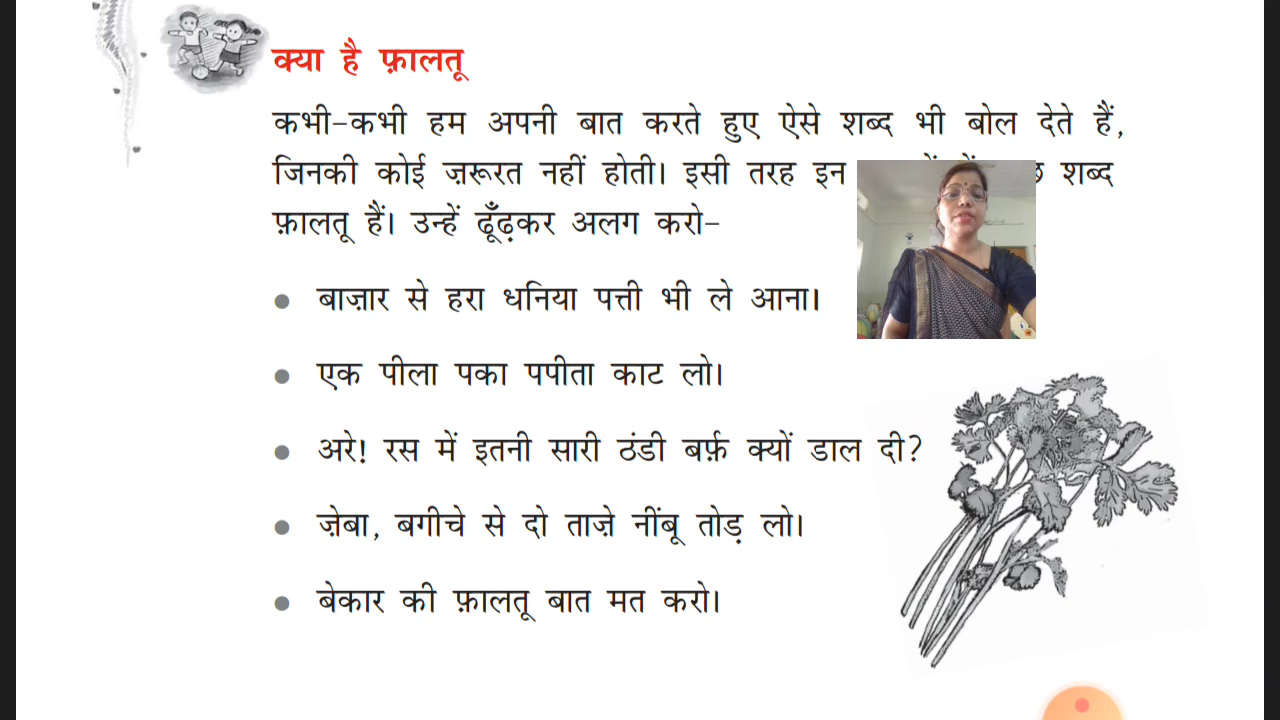 क्या है फ़ालतू
कभी-कभी हम अपनी बात करते हुए ऐसे शब्द भी बोल देते हैं,
जिनकी कोई ज़रूरत नहीं होती। इसी तरह इन शब्द
फ़ालतू हैं। उन्हें ढूँढ़कर अलग करो-
● बाज़ार से हरा धनिया पत्ती भी ले आना।
● एक पीला पका पपीता काट लो।
● अरे! रस में इतनी सारी ठंडी बर्फ़ क्यों डाल दी?
● ज़ेबा, बगीचे से दो ताज़े नींबू तोड़ लो।
● बेकार की फ़ालतू बात मत करो।